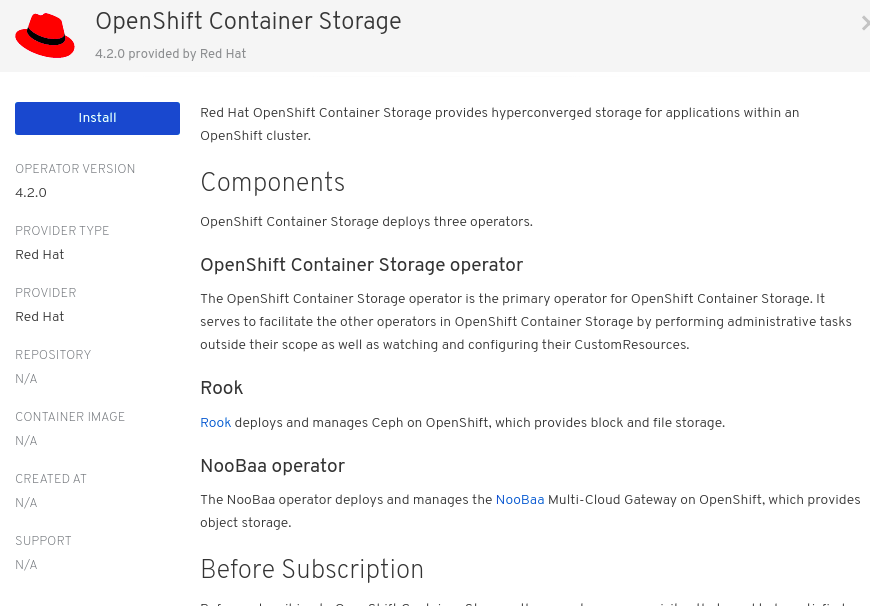 OpenShift Container Storage
4.2.0 provided by Red Hat
Install
OPERATOR VERSION
4.2.0
PROVIDER TYPE
Red Hat
PROVIDER
Red Hat
REPOSITORY
N/A
CONTAINER IMAGE
N/A
CREATED AT
N/A
SUPPORT
N/A
Red Hat OpenShift Container Storage provides hyperconverged storage for applications within an
OpenShift cluster.
Components
OpenShift Container Storage deploys three operators.
OpenShift Container Storage operator
The OpenShift Container Storage operator is the primary operator for OpenShift Container Storage. It
serves to facilitate the other operators in OpenShift Container Storage by performing administrative tasks
outside their scope as well as watching and configuring their CustomResources.
Rook
Rook deploys and manages Ceph on OpenShift, which provides block and file storage.
NooBaa operator
The NooBaa operator deploys and manages the NooBaa Multi-Cloud Gateway on OpenShift, which provides
object storage.
Before Subscription